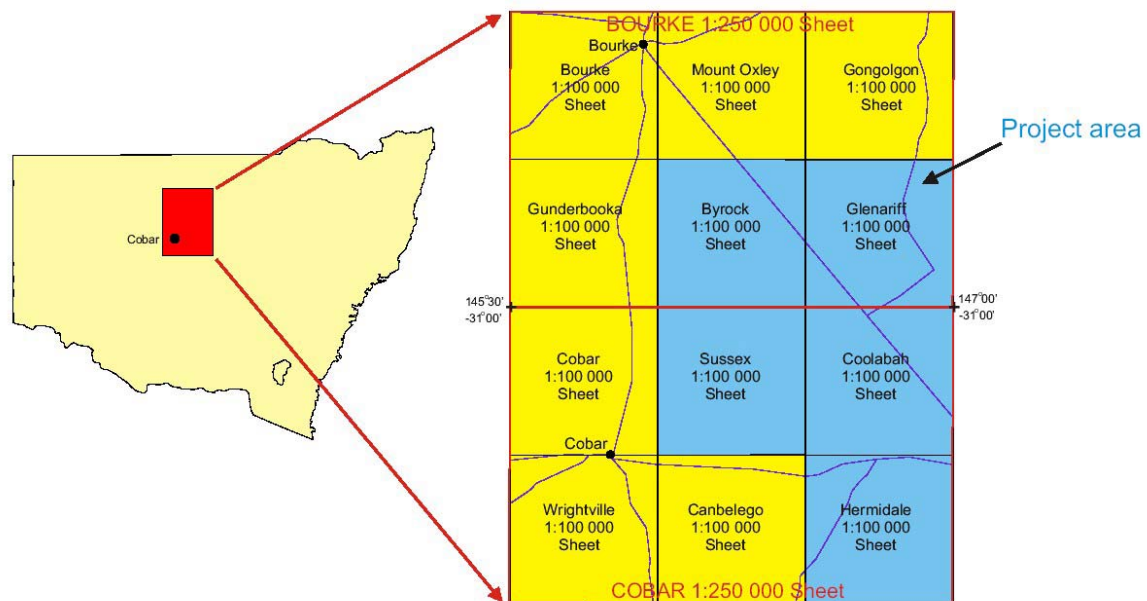 BOURKE 1:250 000 Sheet
Bourke
Bourke
1:100 000
Sheet
Mount Oxley
1:100 000
Sheet
Gongolgon
1:100 000
Sheet
Project area
Gunderbooka
1:100 000
Sheet
Byrock
1:100 000
Sheet
Glenariff
1:100 000
Sheet
Cobar
145°30'
-31°00'
147°00'
-31°00'
Cobar
1:100 000
Sheet
Sussex
1:100 000
Sheet
Coolabah
1:100 000
Sheet
Cobar
Wrightville
1:100 000
Sheet
Canbelego
1:100 000
Sheet
Hermidale
1:100 000
Sheet
COBAR 1:250 000 Sheet